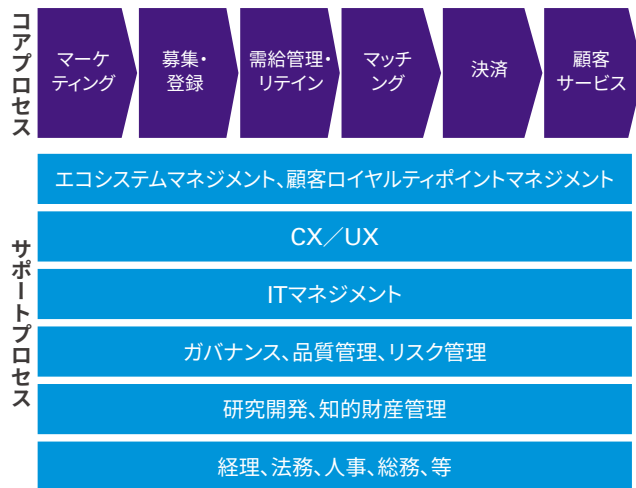 コアプロセス
マーケ
ティング
募集・
登録
需給管理・
リテイン
マッチ
ング
決済
顧客
サービス
サポートプロセス
エコシステムマネジメント、顧客ロイヤルティポイントマネジメント
CX／UX
ITマネジメント
ガバナンス、品質管理、リスク管理
研究開発、知的財産管理
経理、法務、人事、総務、等